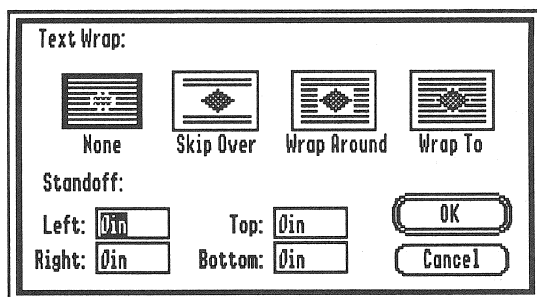 Text Wrap:
None Skip Over Wrap Around Wrap To
Standoff:
Left: 0in Top: 0in OK
Right: 0in Bottom: 0in Cancel